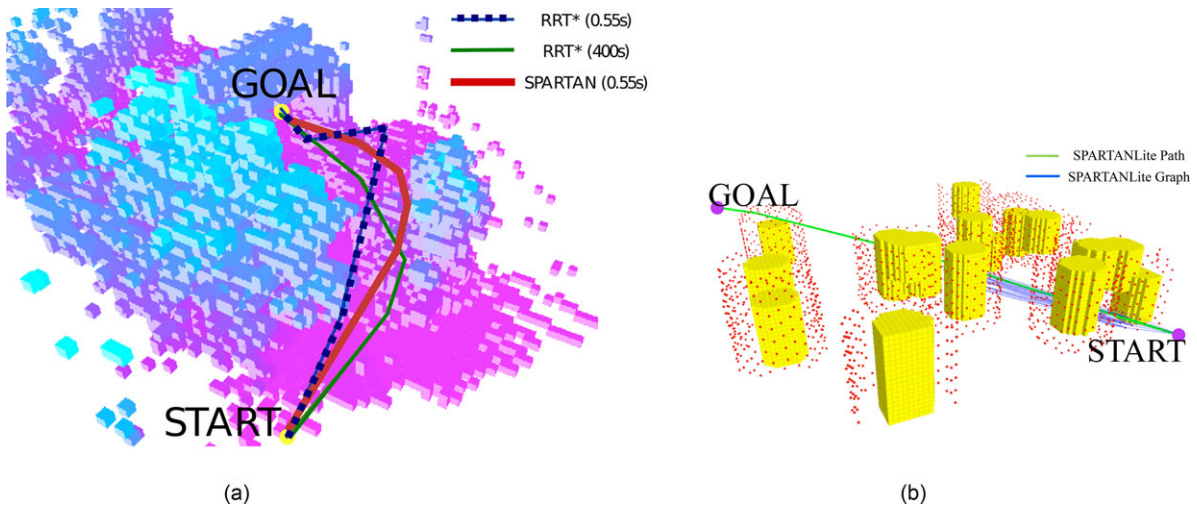 RRT* (0.55s)
RRT* (400s)
SPARTAN (0.55s)
GOAL
START
(a)
SPARTANLite Path
SPARTANLite Graph
GOAL
START
(b)